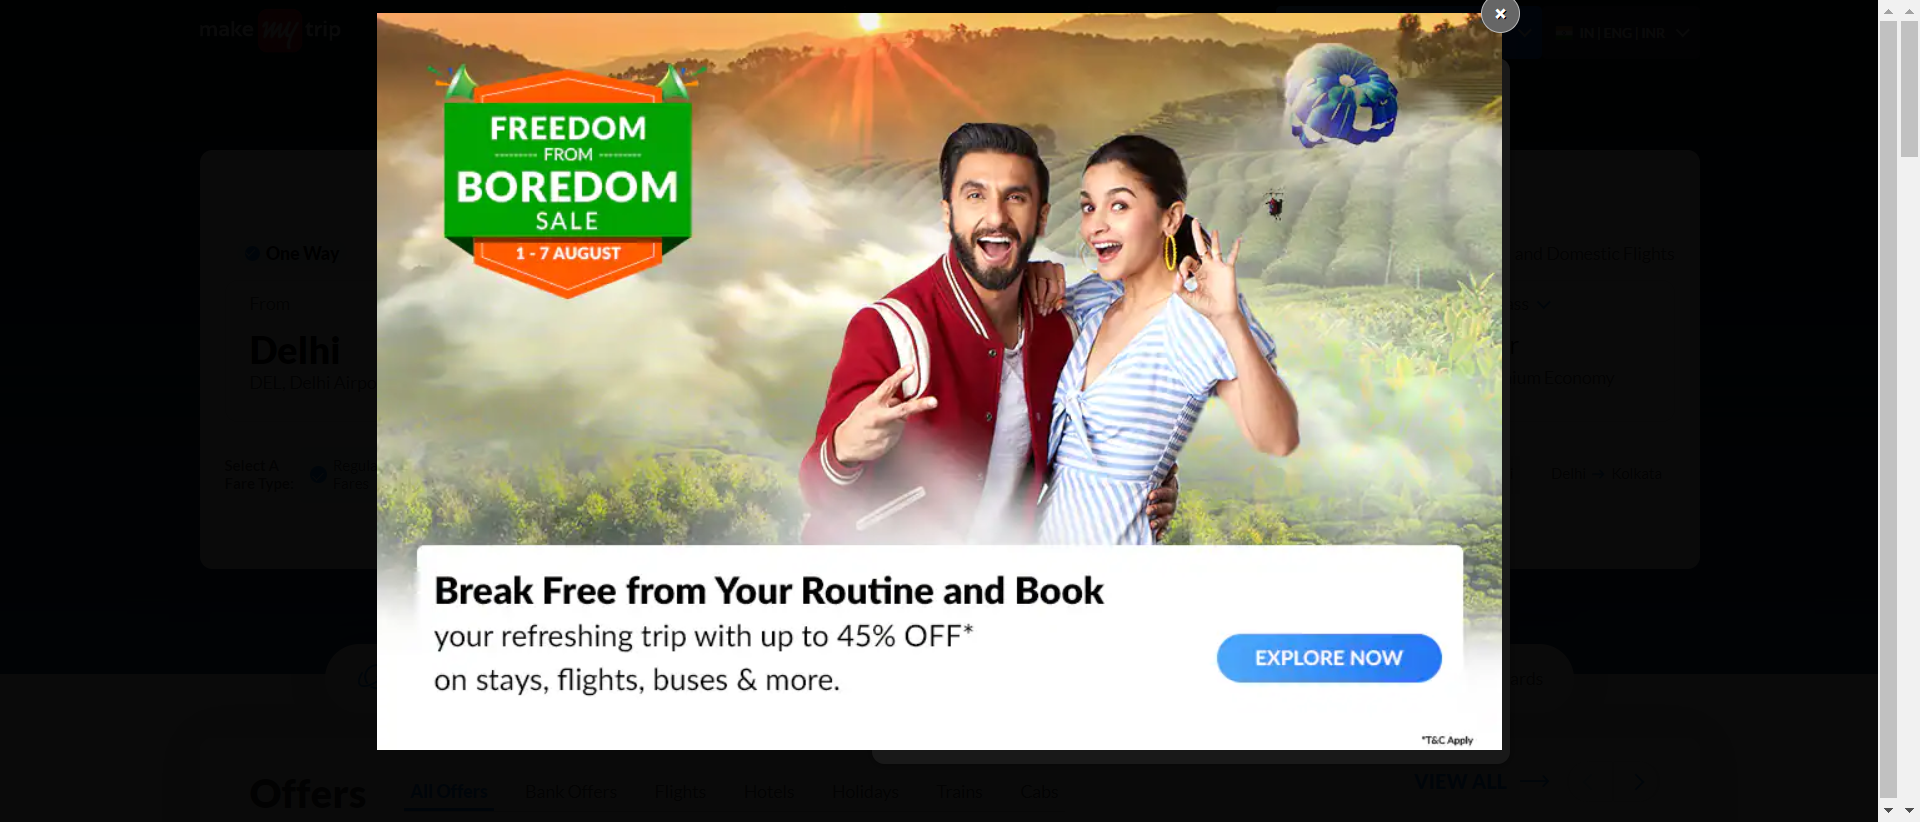 make my trip
IN | ENG | INR
FREEDOM
FROM
BOREDOM
SALE
1 - 7 AUGUST
One Way
and Domestic Flights
From
Delhi
DEL, Delhi Airpo
ium Economy
Select A
Fare Type:
Regula
Fares
Delhi → Kolkata
Break Free from Your Routine and Book
your refreshing trip with up to 45% OFF*
on stays, flights, buses & more.
EXPLORE NOW
*T&C Apply
Offers
All Offers
Bank Offers
Flights
Hotels
Holidays
Trains
Cabs
VIEW ALL